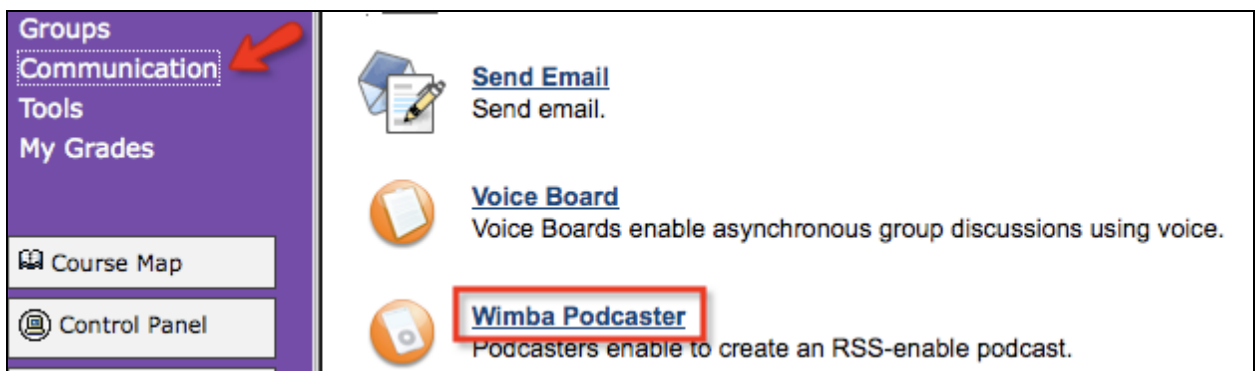 Groups
Communication
Tools
My Grades
Course Map
Control Panel
Send Email
Send email.
Voice Board
Voice Boards enable asynchronous group discussions using voice.
Wimba Podcaster
Podcasters enable to create an RSS-enable podcast.